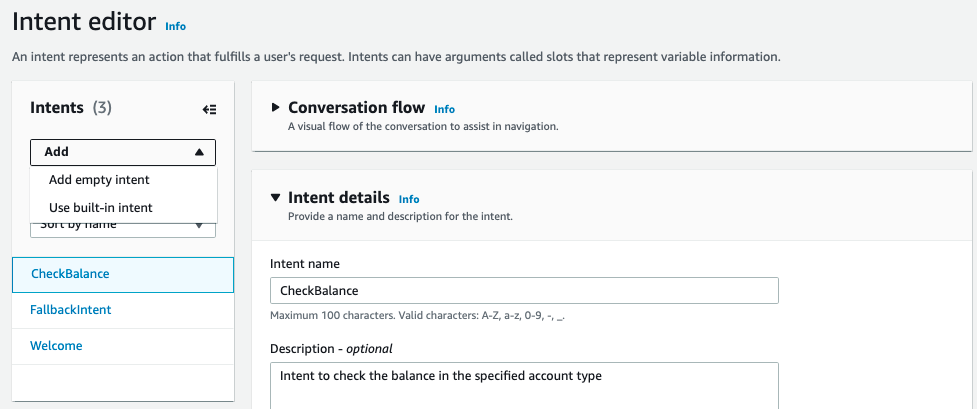 Intent editor Info
An intent represents an action that fulfills a user's request. Intents can have arguments called slots that represent variable information.
Intents (3)
Add
Add empty intent
Use built-in intent
Sort by name
CheckBalance
FallbackIntent
Welcome
Conversation flow Info
A visual flow of the conversation to assist in navigation.
Intent details Info
Provide a name and description for the intent.
Intent name
CheckBalance
Maximum 100 characters. Valid characters: A-Z, a-z, 0-9, -, _.
Description - optional
Intent to check the balance in the specified account type